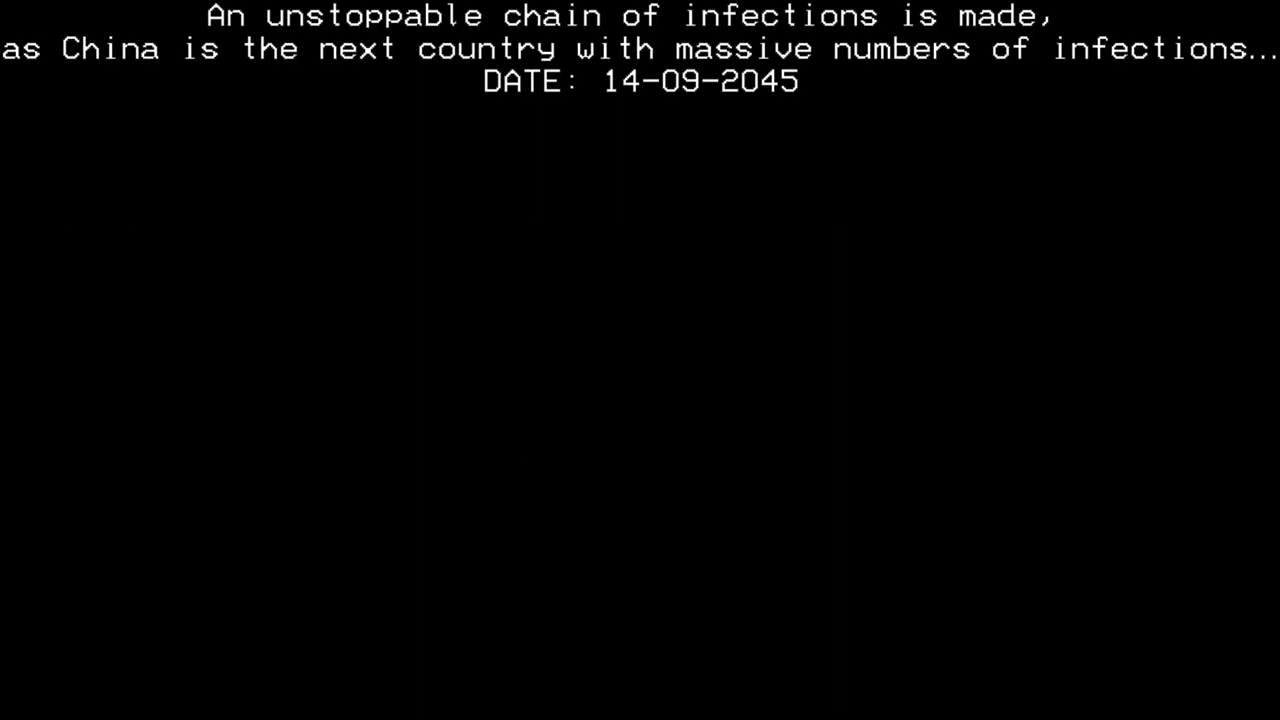 An unstoppable chain of infections is made,
as China is the next country with massive numbers of infections...
DATE: 14-09-2045